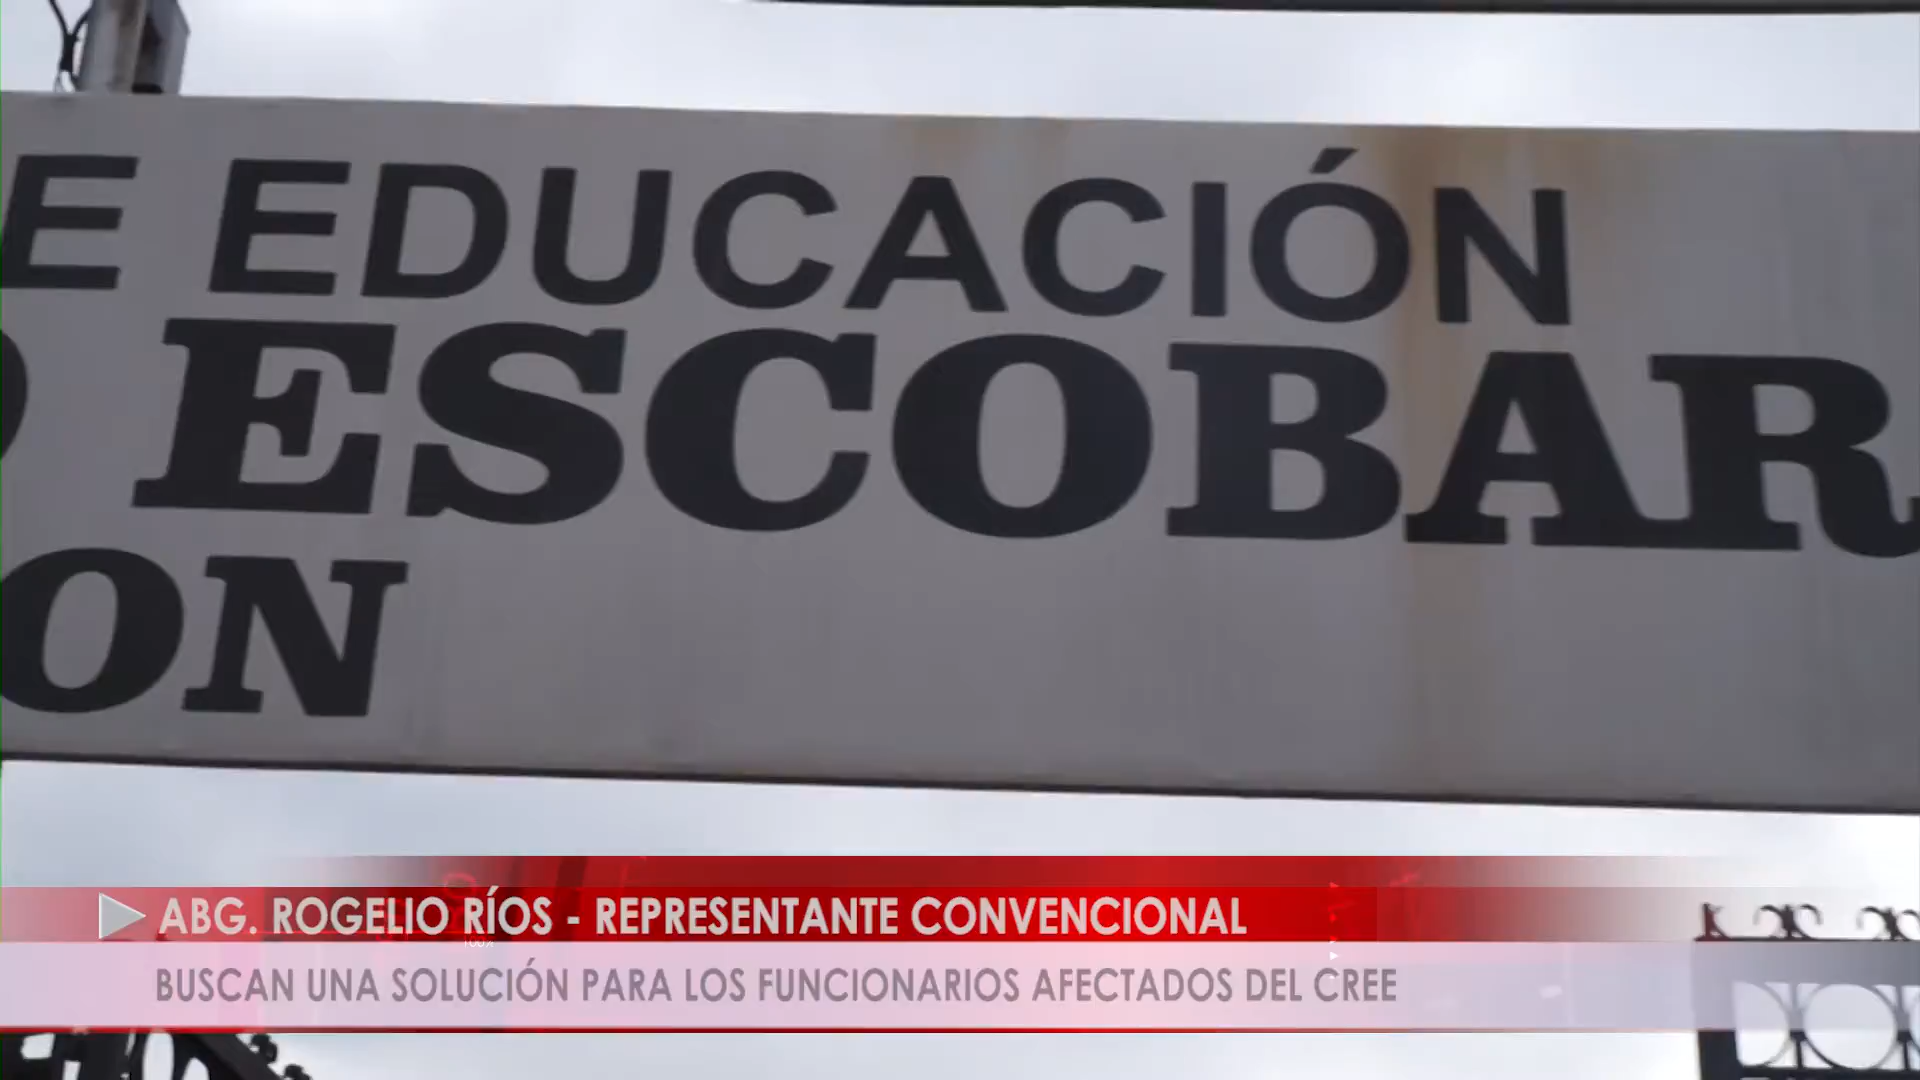 E EDUCACIÓN
ESCOBAR
ON
ABG. ROGELIO RÍOS - REPRESENTANTE CONVENCIONAL
BUSCAN UNA SOLUCIÓN PARA LOS FUNCIONARIOS AFECTADOS DEL CREE